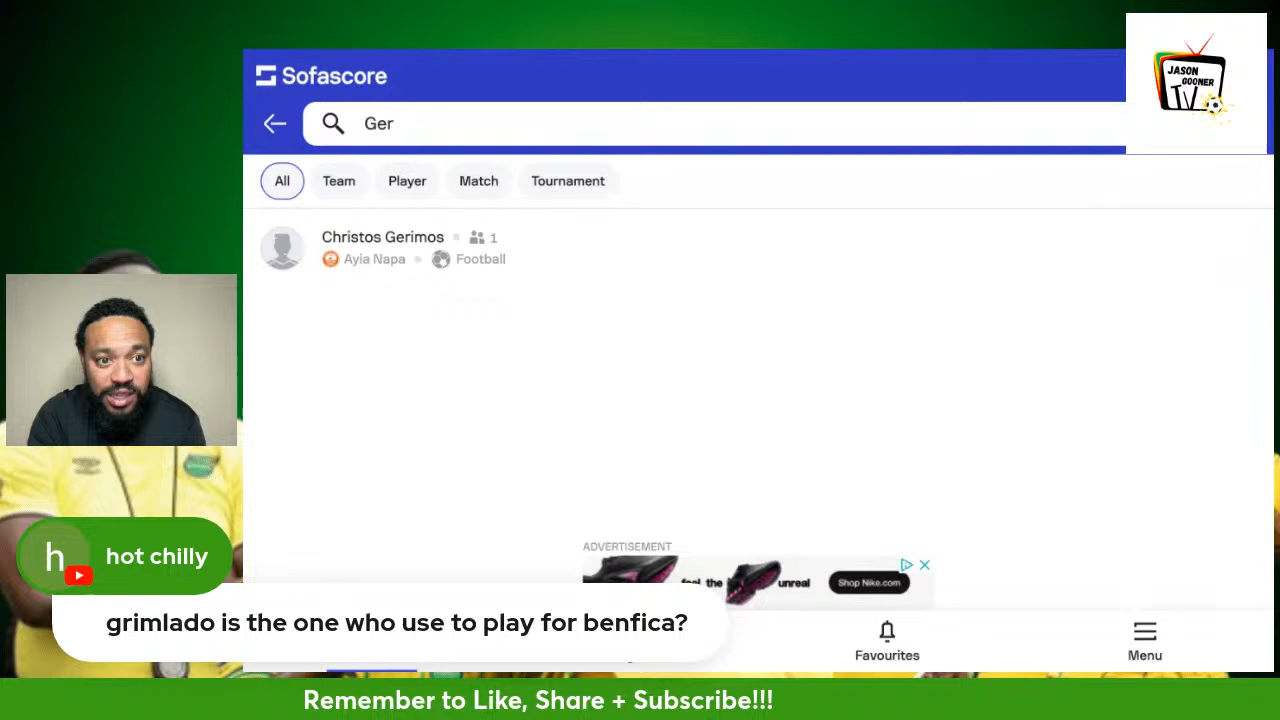 JASON
GOONER
TV
Sofascore
Ger
All Team Player Match Tournament
Christos Gerimos 1
Ayia Napa Football
ADVERTISEMENT
feel the unreal Shop Nike.com
h hot chilly
grimlado is the one who use to play for benfica?
Favourites Menu
Remember to Like, Share + Subscribe!!!